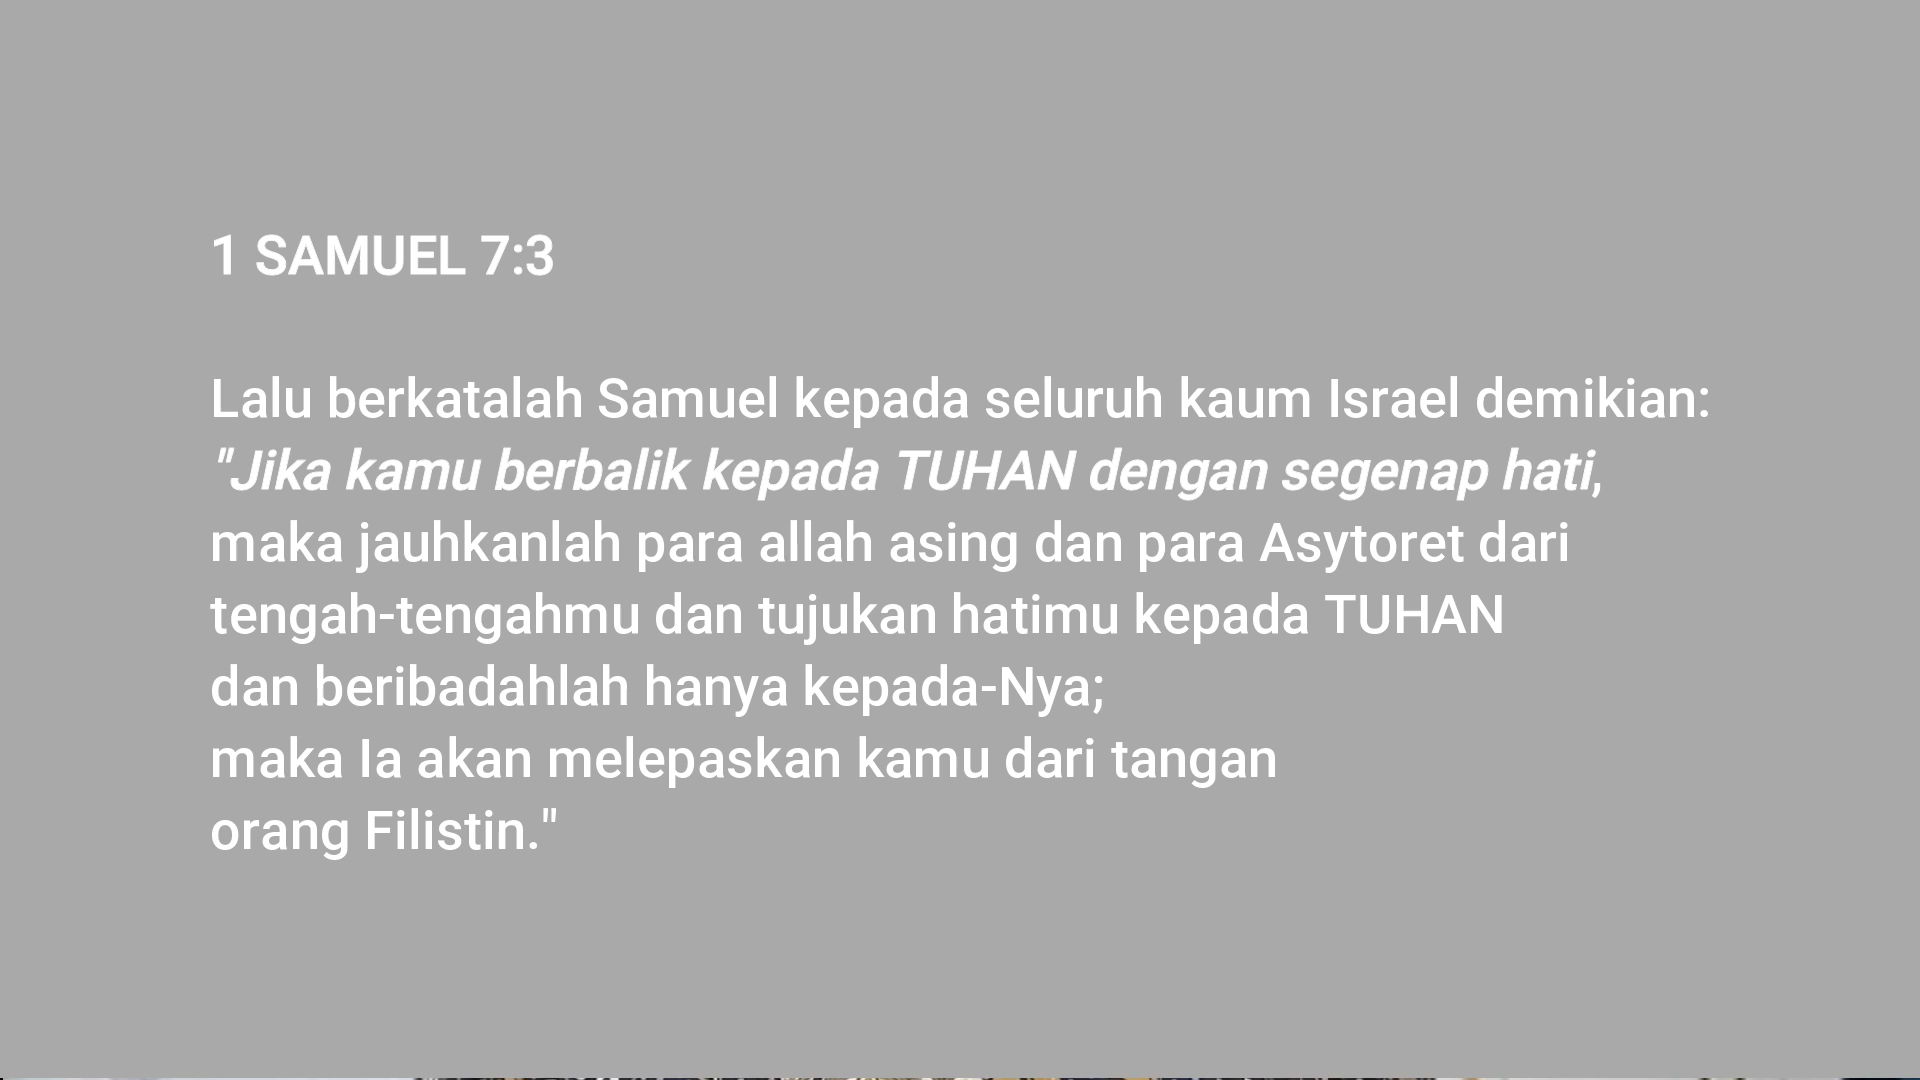 1 SAMUEL 7:3
Lalu berkatalah Samuel kepada seluruh kaum Israel demikian:
"Jika kamu berbalik kepada TUHAN dengan segenap hati,
maka jauhkanlah para allah asing dan para Asytoret dari
tengah-tengahmu dan tujukan hatimu kepada TUHAN
dan beribadahlah hanya kepada-Nya;
maka Ia akan melepaskan kamu dari tangan
orang Filistin."